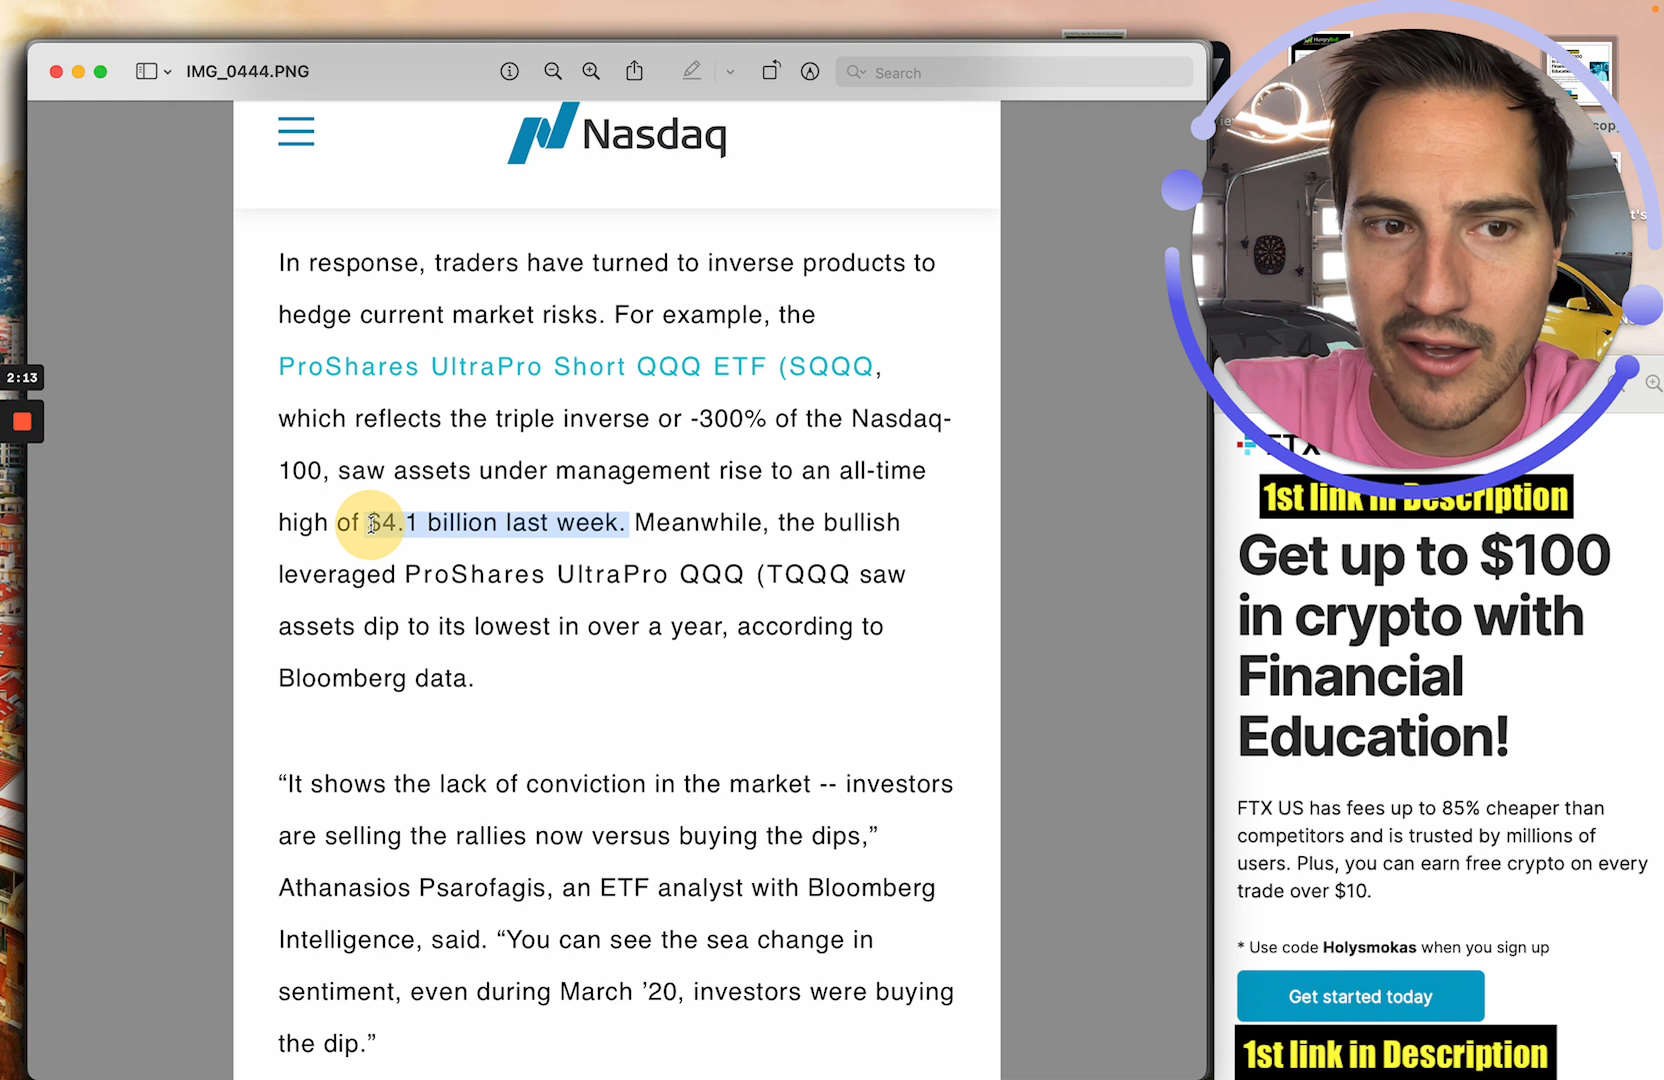 IMG_0444.PNG
Search
Nasdaq
In response, traders have turned to inverse products to
hedge current market risks. For example, the
ProShares UltraPro Short QQQ ETF (SQQQ,
which reflects the triple inverse or -300% of the Nasdaq-
100, saw assets under management rise to an all-time
high of $4.1 billion last week. Meanwhile, the bullish
leveraged ProShares UltraPro QQQ (TQQQ saw
assets dip to its lowest in over a year, according to
Bloomberg data.
“It shows the lack of conviction in the market -- investors
are selling the rallies now versus buying the dips,”
Athanasios Psarofagis, an ETF analyst with Bloomberg
Intelligence, said. “You can see the sea change in
sentiment, even during March ’20, investors were buying
the dip.”
2:13
FTX
1st link in Description
Get up to $100
in crypto with
Financial
Education!
FTX US has fees up to 85% cheaper than
competitors and is trusted by millions of
users. Plus, you can earn free crypto on every
trade over $10.
* Use code Holysmokas when you sign up
Get started today
1st link in Description